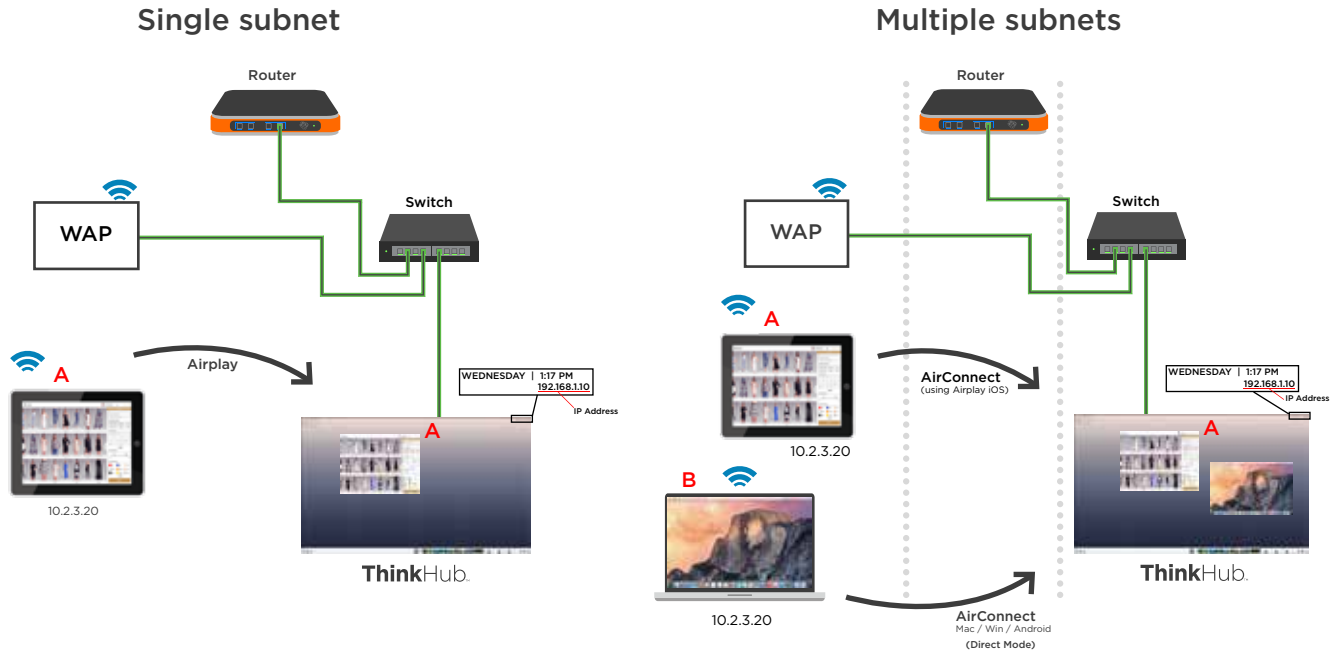 Single subnet
Router
Switch
WAP
A
Airplay
WEDNESDAY | 1:17 PM
192.168.1.10
IP Address
A
10.2.3.20
ThinkHub.
Multiple subnets
Router
Switch
WAP
A
AirConnect
(using Airplay iOS)
WEDNESDAY | 1:17 PM
192.168.1.10
IP Address
A
10.2.3.20
B
10.2.3.20
ThinkHub.
AirConnect
Mac / Win / Android
(Direct Mode)